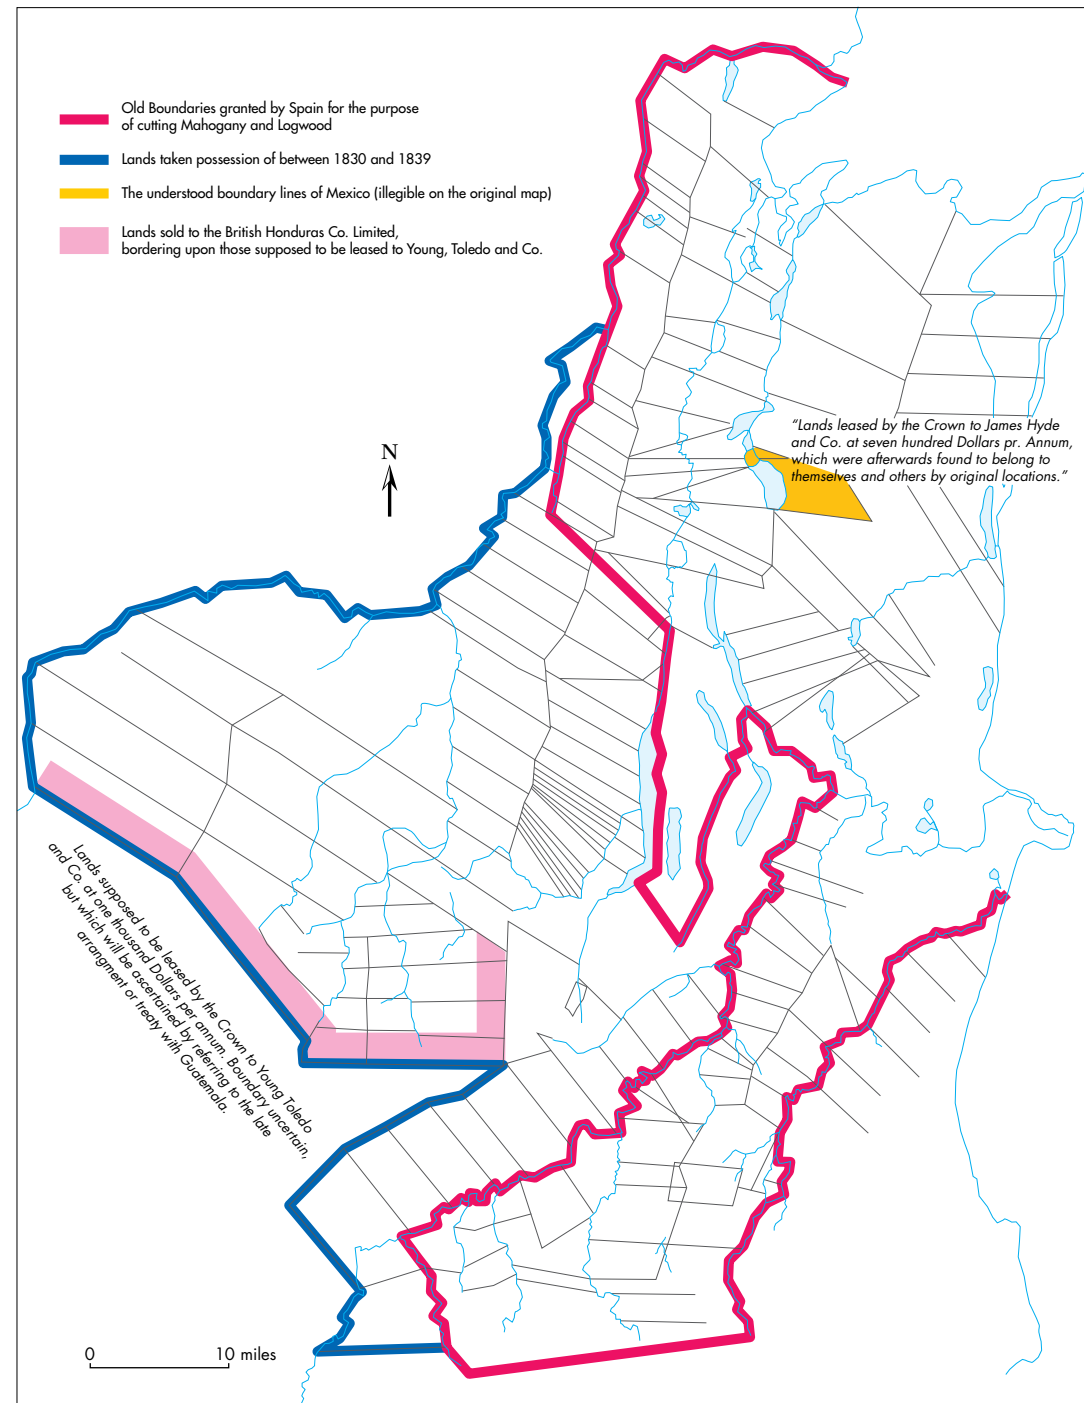 Old Boundaries granted by Spain for the purpose
of cutting Mahogany and Logwood
Lands taken possession of between 1830 and 1839
The understood boundary lines of Mexico (illegible on the original map)
Lands sold to the British Honduras Co. Limited,
bordering upon those supposed to be leased to Young, Toledo and Co.
N
"Lands leased by the Crown to James Hyde
and Co. at seven hundred Dollars pr. Annum,
which were afterwards found to belong to
themselves and others by original locations."
Lands supposed to be leased by the Crown to Young Toledo
and Co. at one thousand Dollars per annum. Boundary uncertain,
but which will be ascertained by referring to the late
arrangment or treaty with Guatemala.
0 10 miles